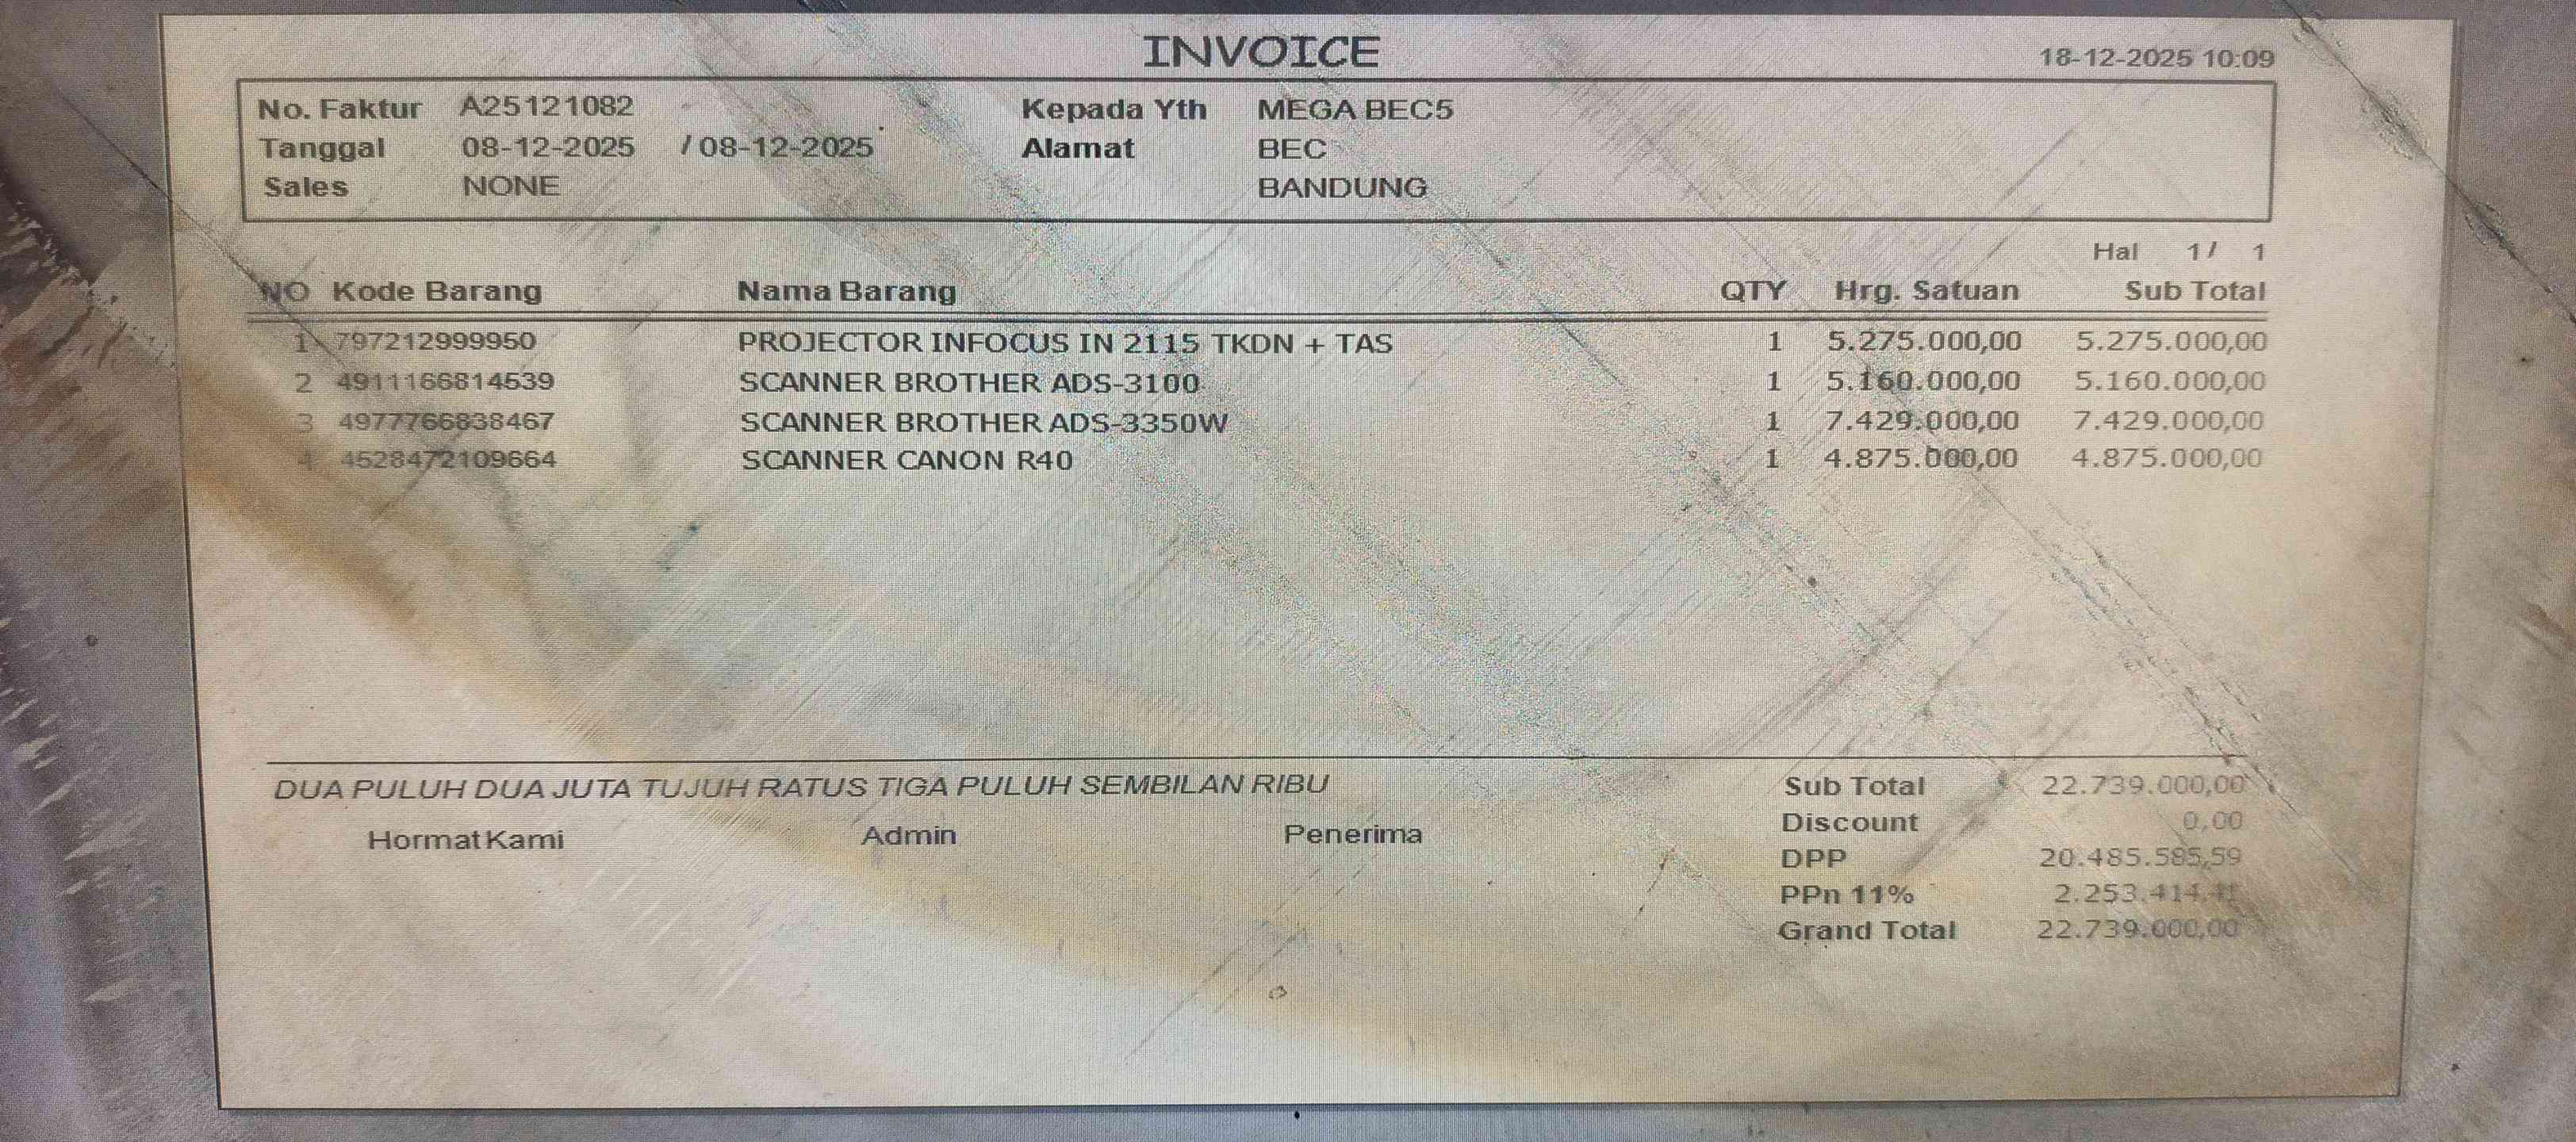 INVOICE
18-12-2025 10:09
No. Faktur A25121082 Kepada Yth MEGA BEC5
Tanggal 08-12-2025 / 08-12-2025 Alamat BEC
Sales NONE BANDUNG
Hal 1/ 1
NO Kode Barang Nama Barang QTY Hrg. Satuan Sub Total
1 797212999950 PROJECTOR INFOCUS IN 2115 TKDN + TAS 1 5.275.000,00 5.275.000,00
2 4911166814539 SCANNER BROTHER ADS-3100 1 5.160.000,00 5.160.000,00
3 4977766838467 SCANNER BROTHER ADS-3350W 1 7.429.000,00 7.429.000,00
4 4528472109664 SCANNER CANON R40 1 4.875.000,00 4.875.000,00
DUA PULUH DUA JUTA TUJUH RATUS TIGA PULUH SEMBILAN RIBU
Hormat Kami Admin Penerima
Sub Total 22.739.000,00
Discount 0,00
DPP 20.485.585,59
PPn 11% 2.253.414,41
Grand Total 22.739.000,00